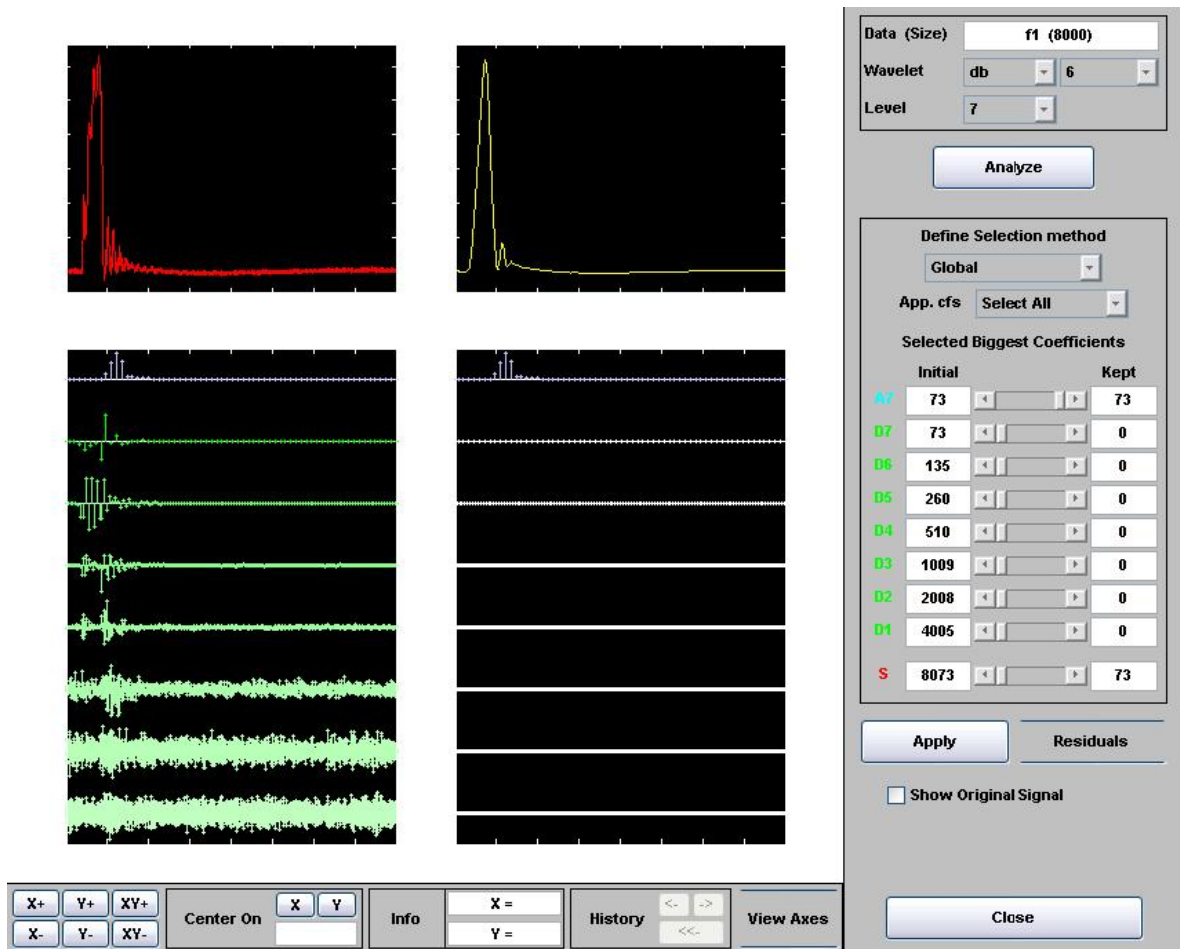 Data (Size) f1 (8000)
Wavelet db 6
Level 7
Analyze
Define Selection method
Global
App. cfs Select All
Selected Biggest Coefficients
Initial Kept
A7 73 73
D7 73 0
D6 135 0
D5 260 0
D4 510 0
D3 1009 0
D2 2008 0
D1 4005 0
S 8073 73
Apply Residuals
Show Original Signal
X+ Y+ XY+
X- Y- XY-
Center On X Y
Info X =
Y =
History <- ->
<<-
View Axes
Close